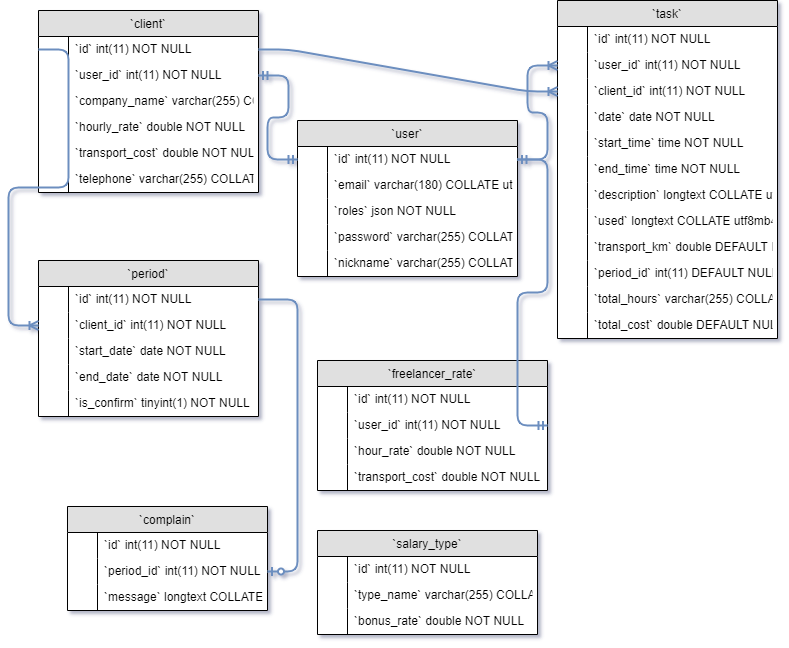 `client`
`id` int(11) NOT NULL
`user_id` int(11) NOT NULL
`company_name` varchar(255) C
`hourly_rate` double NOT NULL
`transport_cost` double NOT NUL
`telephone` varchar(255) COLLAT
`user`
`id` int(11) NOT NULL
`email` varchar(180) COLLATE ut
`roles` json NOT NULL
`password` varchar(255) COLLAT
`nickname` varchar(255) COLLAT
`task`
`id` int(11) NOT NULL
`user_id` int(11) NOT NULL
`client_id` int(11) NOT NULL
`date` date NOT NULL
`start_time` time NOT NULL
`end_time` time NOT NULL
`description` longtext COLLATE u
`used` longtext COLLATE utf8mb4
`transport_km` double DEFAULT
`period_id` int(11) DEFAULT NUL
`total_hours` varchar(255) COLLA
`total_cost` double DEFAULT NUL
`period`
`id` int(11) NOT NULL
`client_id` int(11) NOT NULL
`start_date` date NOT NULL
`end_date` date NOT NULL
`is_confirm` tinyint(1) NOT NULL
`freelancer_rate`
`id` int(11) NOT NULL
`user_id` int(11) NOT NULL
`hour_rate` double NOT NULL
`transport_cost` double NOT NULL
`complain`
`id` int(11) NOT NULL
`period_id` int(11) NOT NULL
`message` longtext COLLATE
`salary_type`
`id` int(11) NOT NULL
`type_name` varchar(255) COLLA
`bonus_rate` double NOT NULL